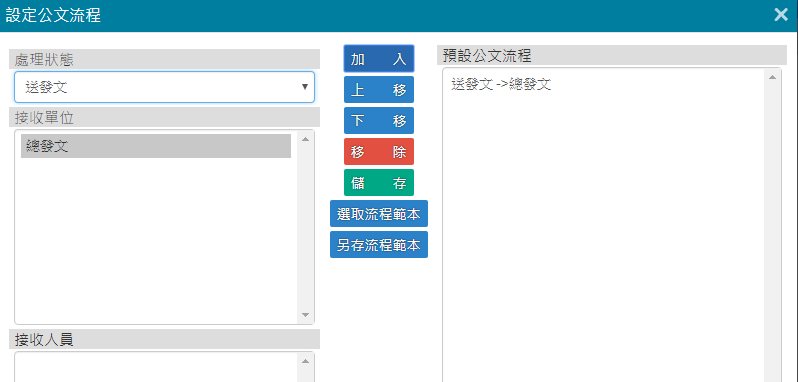 設定公文流程
處理狀態
送發文
接收單位
總發文
接收人員
加 入
上 移
下 移
移 除
儲 存
選取流程範本
另存流程範本
預設公文流程
送發文 ->總發文